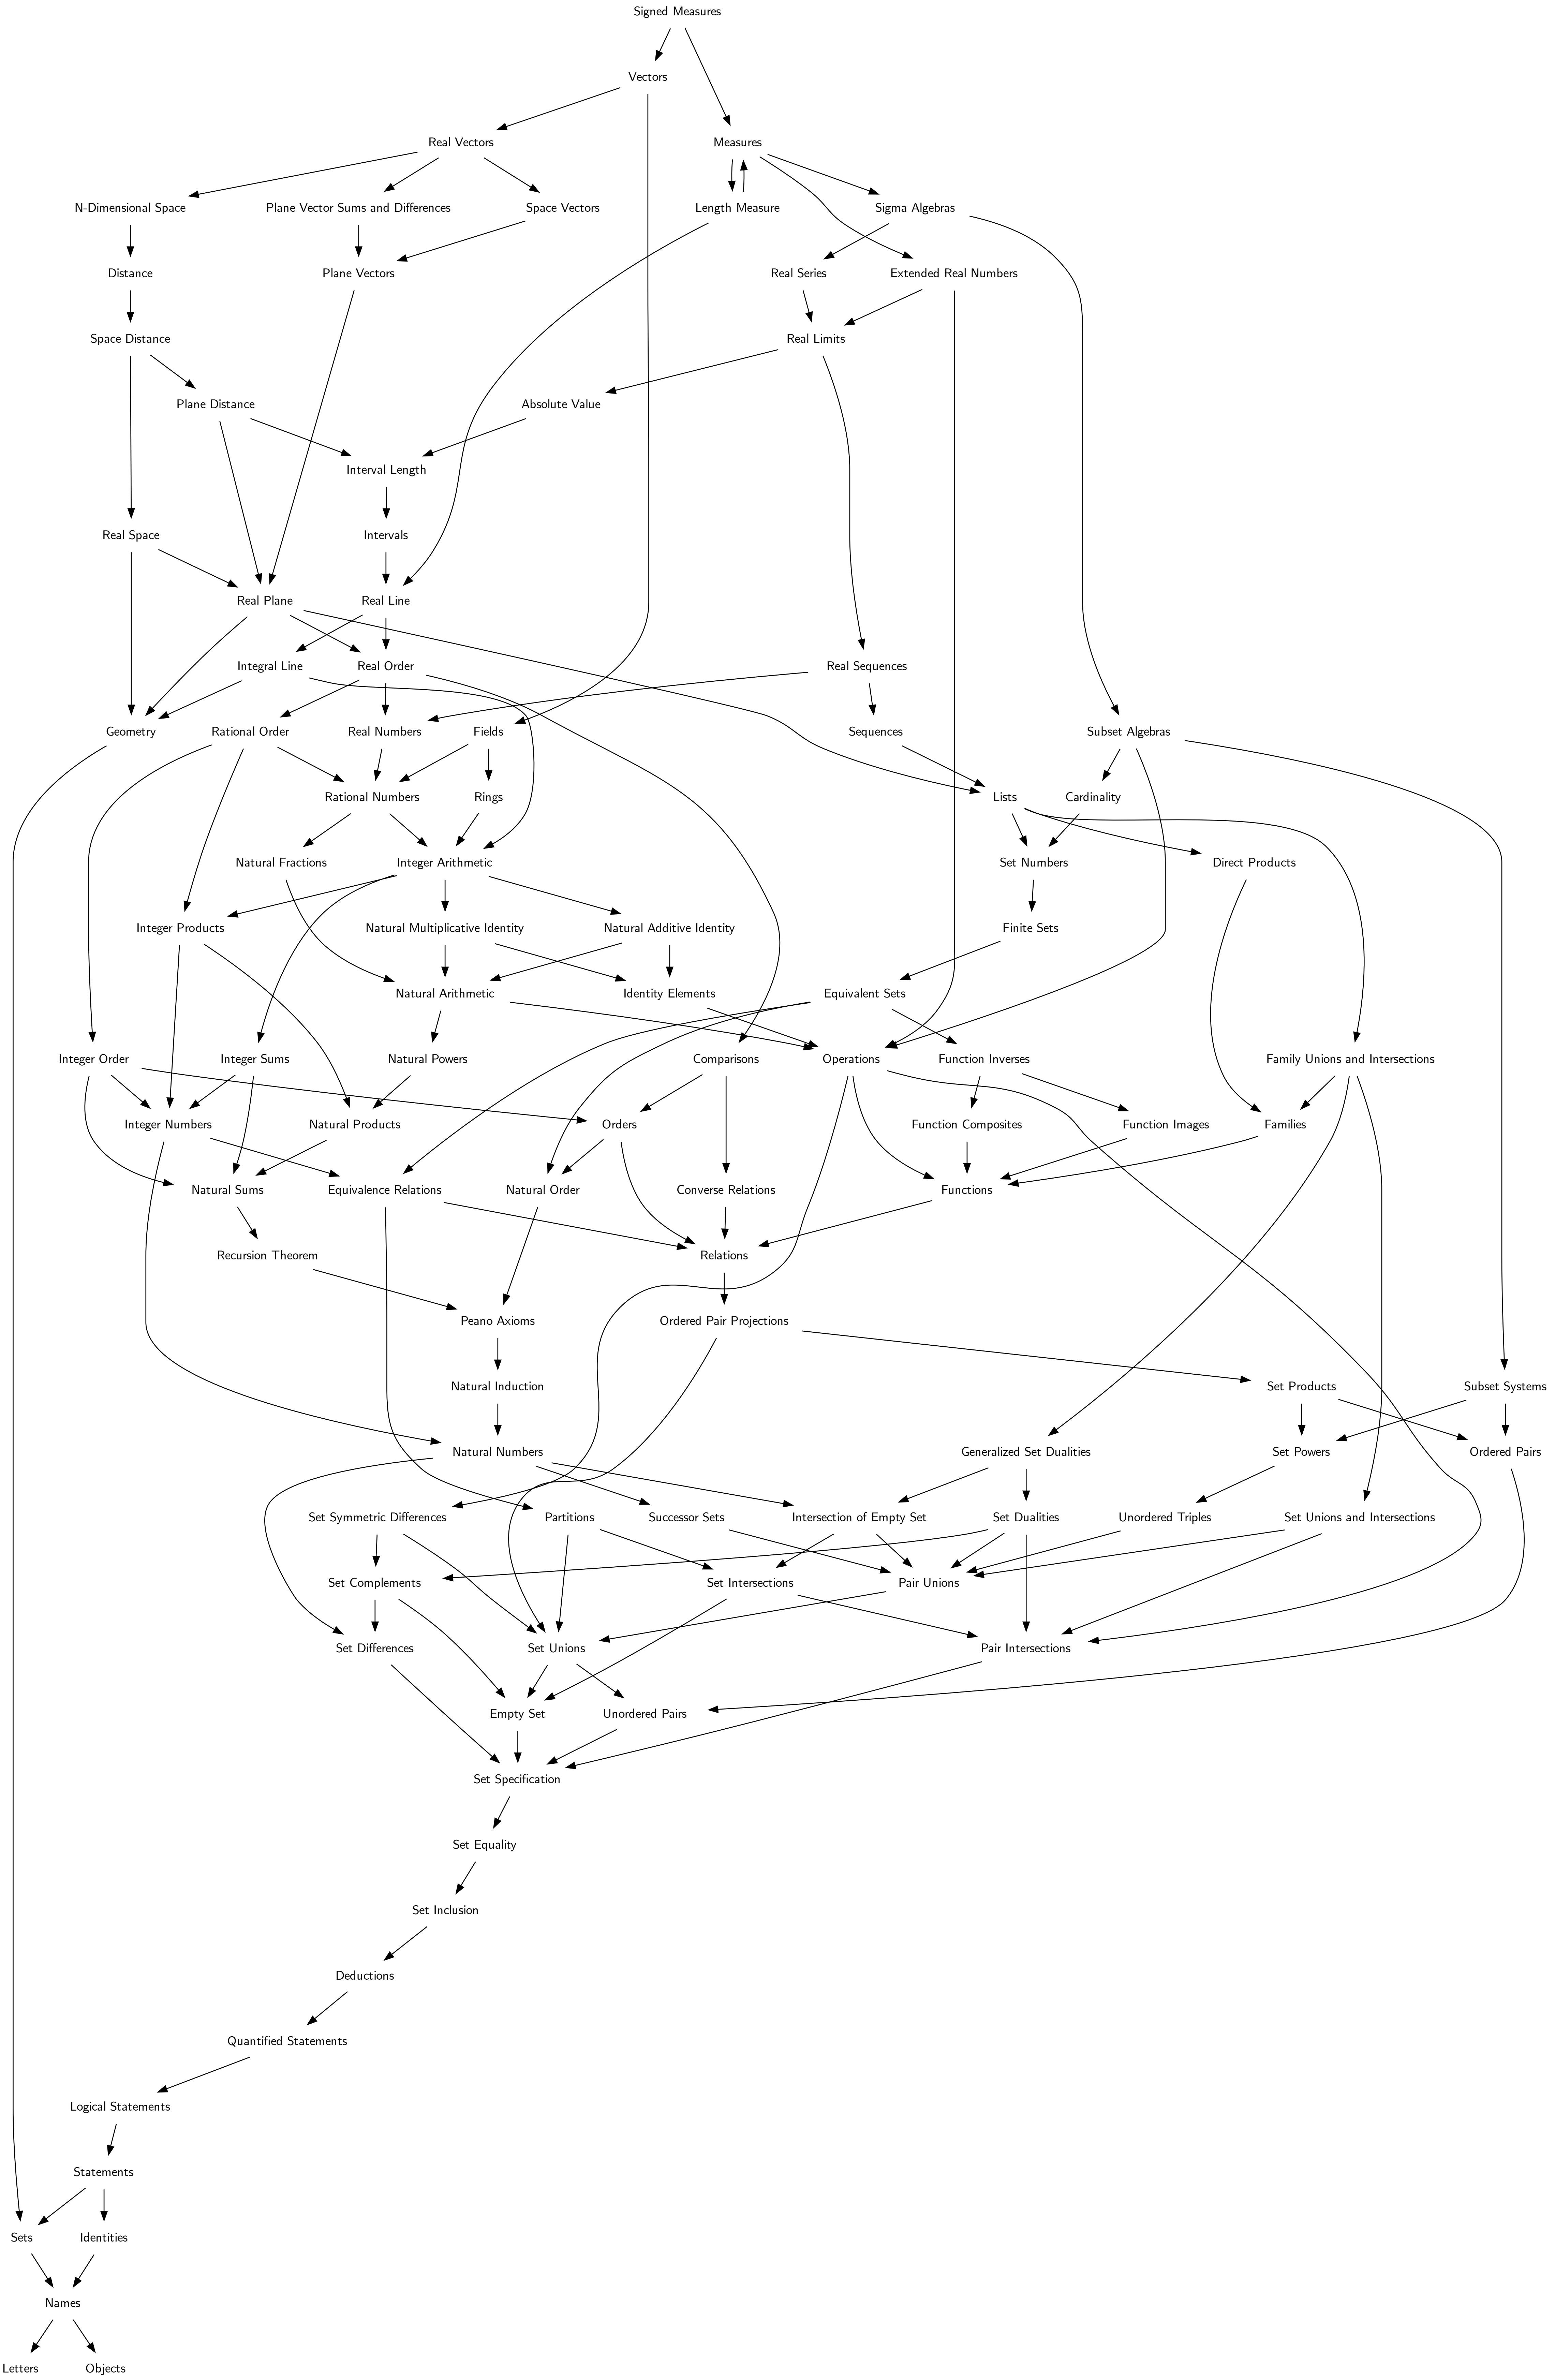 Signed Measures
Vectors
Real Vectors
Measures
N-Dimensional Space
Plane Vector Sums and Differences
Space Vectors
Length Measure
Sigma Algebras
Distance
Plane Vectors
Real Series
Extended Real Numbers
Space Distance
Real Limits
Plane Distance
Absolute Value
Interval Length
Real Space
Intervals
Real Plane
Real Line
Integral Line
Real Order
Real Sequences
Geometry
Rational Order
Real Numbers
Fields
Sequences
Subset Algebras
Rational Numbers
Rings
Lists
Cardinality
Natural Fractions
Integer Arithmetic
Set Numbers
Direct Products
Integer Products
Natural Multiplicative Identity
Natural Additive Identity
Finite Sets
Natural Arithmetic
Identity Elements
Equivalent Sets
Integer Order
Integer Sums
Natural Powers
Comparisons
Operations
Function Inverses
Family Unions and Intersections
Integer Numbers
Natural Products
Orders
Function Composites
Function Images
Families
Natural Sums
Equivalence Relations
Natural Order
Converse Relations
Functions
Recursion Theorem
Relations
Peano Axioms
Ordered Pair Projections
Natural Induction
Set Products
Subset Systems
Natural Numbers
Generalized Set Dualities
Set Powers
Ordered Pairs
Set Symmetric Differences
Partitions
Successor Sets
Intersection of Empty Set
Set Dualities
Unordered Triples
Set Unions and Intersections
Set Complements
Set Intersections
Pair Unions
Set Differences
Set Unions
Pair Intersections
Empty Set
Unordered Pairs
Set Specification
Set Equality
Set Inclusion
Deductions
Quantified Statements
Logical Statements
Statements
Sets
Identities
Names
Letters
Objects